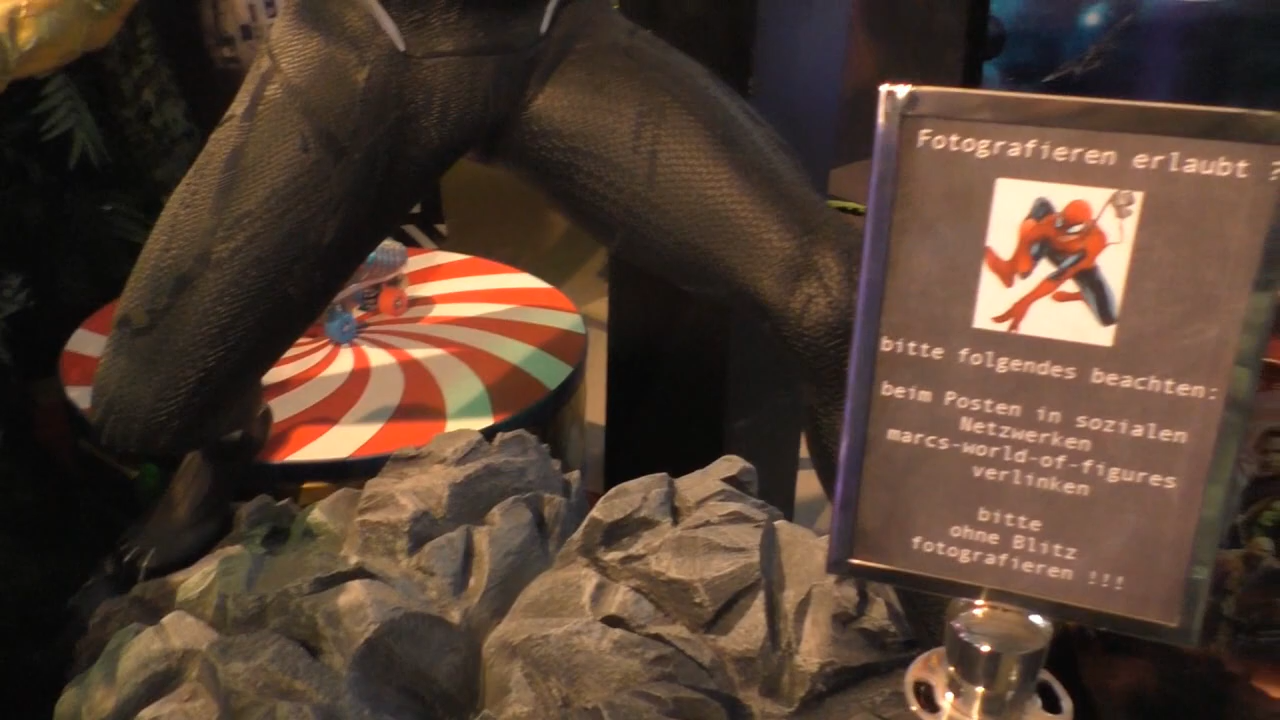 Fotografieren erlaubt ?
bitte folgendes beachten:
beim Posten in sozialen
Netzwerken
marcs-world-of-figures
verlinken
bitte
ohne Blitz
fotografieren !!!